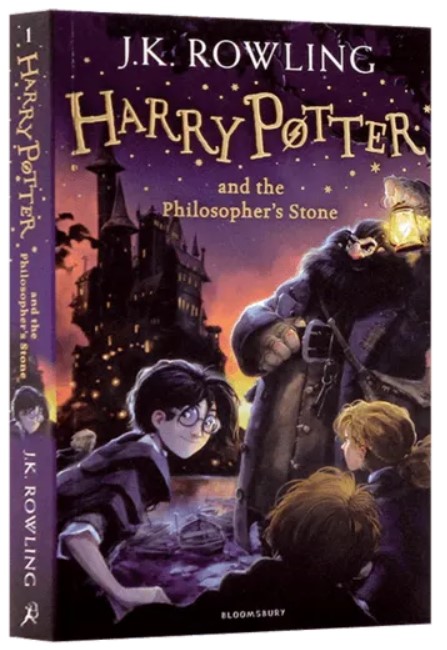 1
HARRY POTTER
and the
Philosopher's Stone
J.K. ROWLING
J.K. ROWLING
HARRY POTTER
and the
Philosopher's Stone
BLOOMSBURY